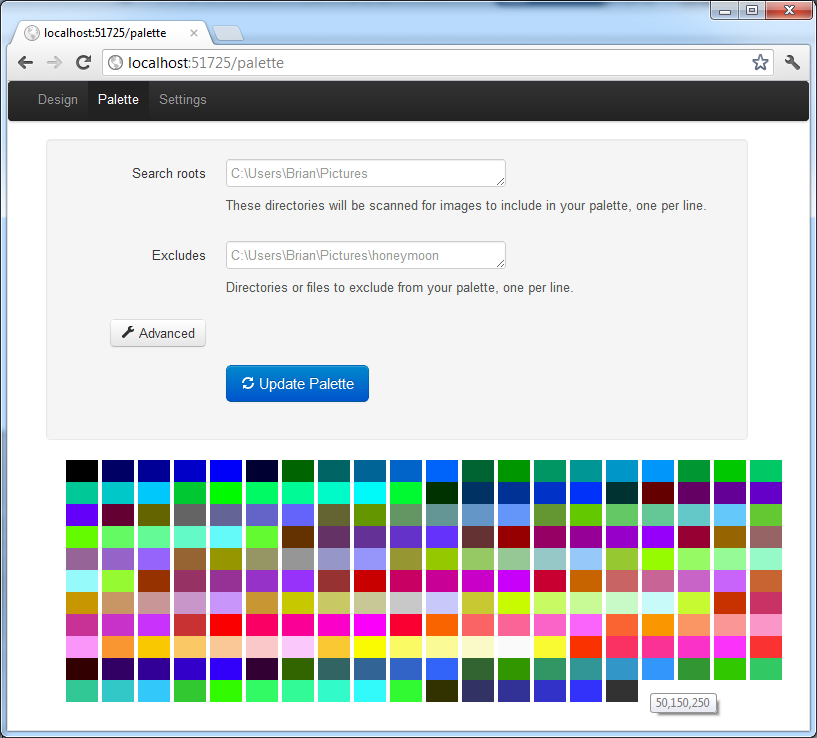 localhost:51725/palette
localhost:51725/palette
Design Palette Settings
Search roots C:\Users\Brian\Pictures
These directories will be scanned for images to include in your palette, one per line.
Excludes C:\Users\Brian\Pictures\honeymoon
Directories or files to exclude from your palette, one per line.
Advanced
Update Palette
50,150,250